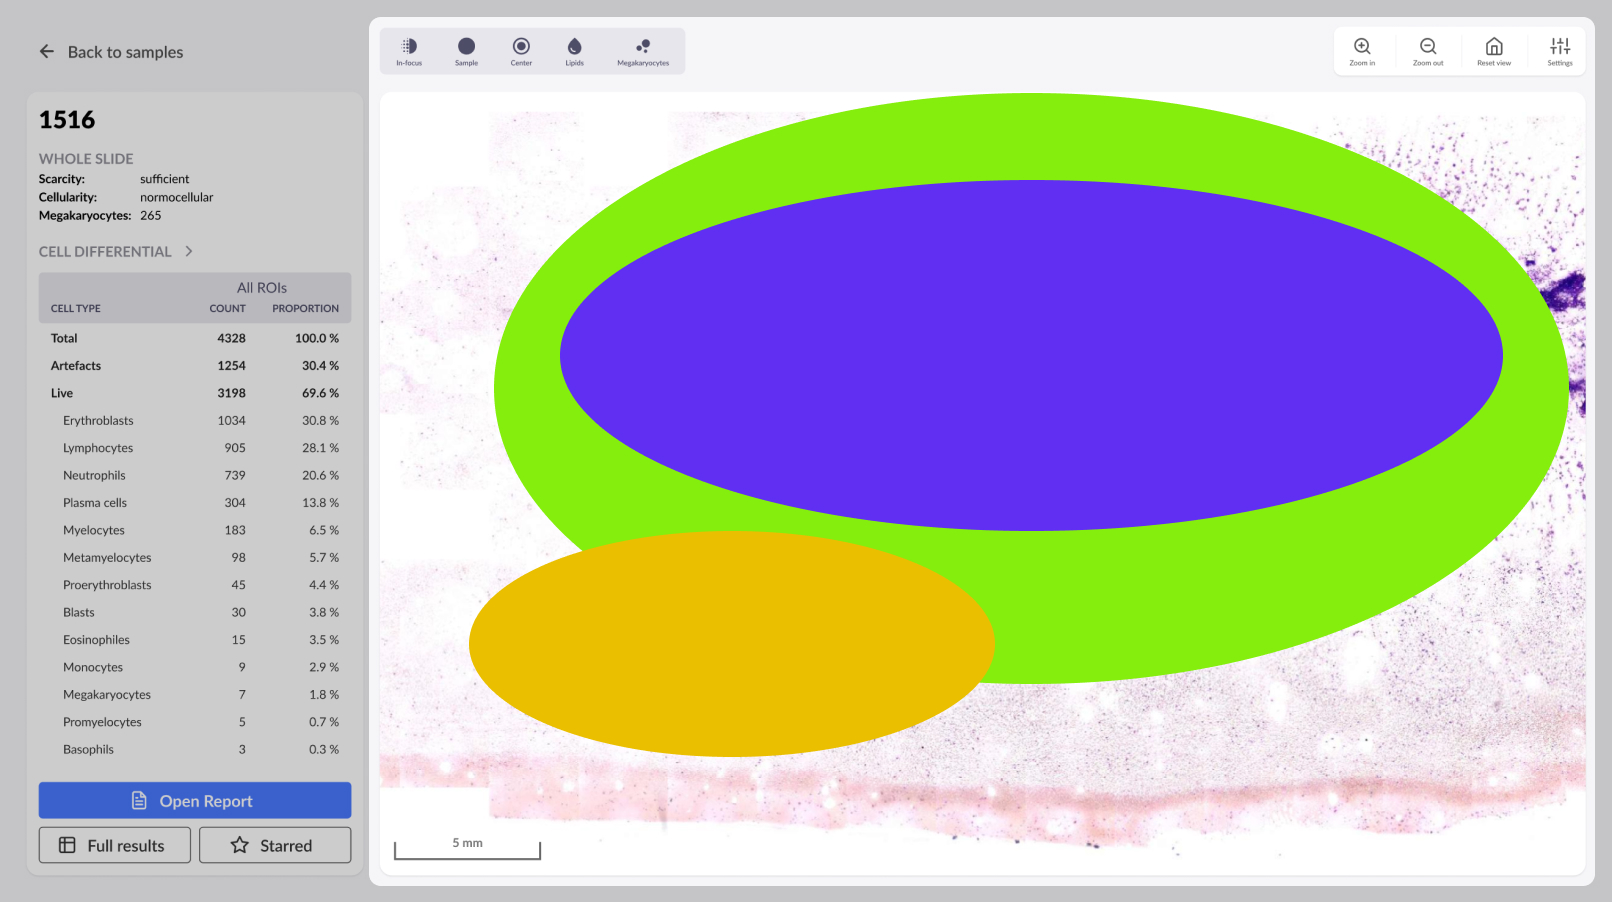 Back to samples
1516
WHOLE SLIDE
Scarcity: sufficient
Cellularity: normocellular
Megakaryocytes: 265
CELL DIFFERENTIAL
All ROIs
CELL TYPE COUNT PROPORTION
Total 4328 100.0 %
Artefacts 1254 30.4 %
Live 3198 69.6 %
Erythroblasts 1034 30.8 %
Lymphocytes 905 28.1 %
Neutrophils 739 20.6 %
Plasma cells 304 13.8 %
Myelocytes 183 6.5 %
Metamyelocytes 98 5.7 %
Proerythroblasts 45 4.4 %
Blasts 30 3.8 %
Eosinophiles 15 3.5 %
Monocytes 9 2.9 %
Megakaryocytes 7 1.8 %
Promyelocytes 5 0.7 %
Basophils 3 0.3 %
Open Report
Full results Starred
In-focus Sample Center Lipids Megakaryocytes
Zoom in Zoom out Reset view Settings
5 mm